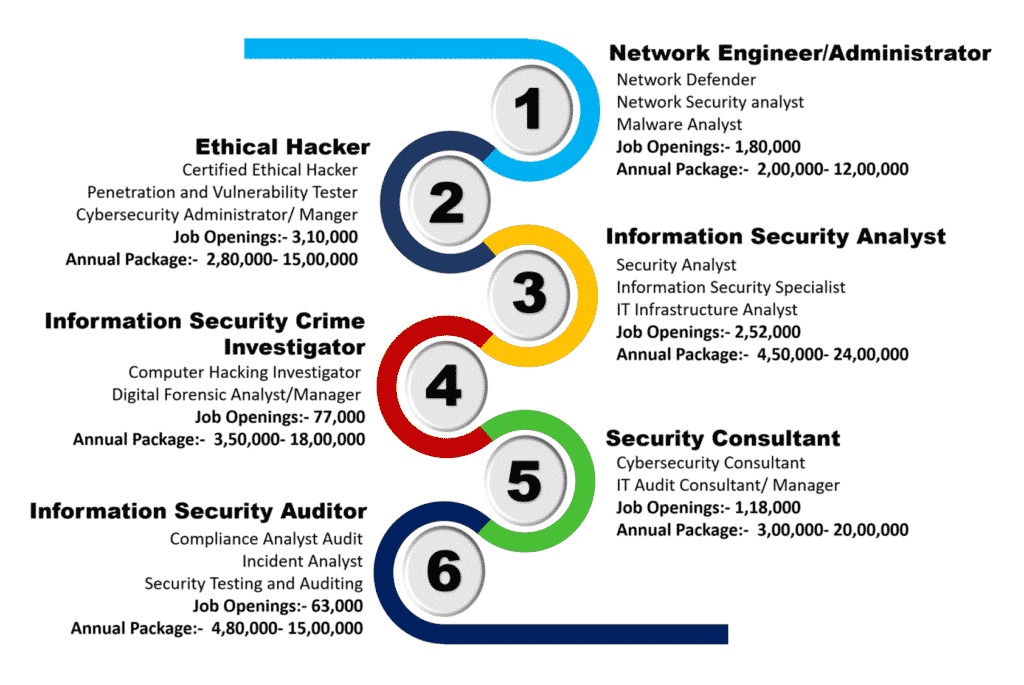 1
Network Engineer/Administrator
Network Defender
Network Security analyst
Malware Analyst
Job Openings:- 1,80,000
Annual Package:- 2,00,000- 12,00,000
2
Ethical Hacker
Certified Ethical Hacker
Penetration and Vulnerability Tester
Cybersecurity Administrator/ Manger
Job Openings:- 3,10,000
Annual Package:- 2,80,000- 15,00,000
3
Information Security Analyst
Security Analyst
Information Security Specialist
IT Infrastructure Analyst
Job Openings:- 2,52,000
Annual Package:- 4,50,000- 24,00,000
4
Information Security Crime
Investigator
Computer Hacking Investigator
Digital Forensic Analyst/Manager
Job Openings:- 77,000
Annual Package:- 3,50,000- 18,00,000
5
Security Consultant
Cybersecurity Consultant
IT Audit Consultant/ Manager
Job Openings:- 1,18,000
Annual Package:- 3,00,000- 20,00,000
6
Information Security Auditor
Compliance Analyst Audit
Incident Analyst
Security Testing and Auditing
Job Openings:- 63,000
Annual Package:- 4,80,000- 15,00,000